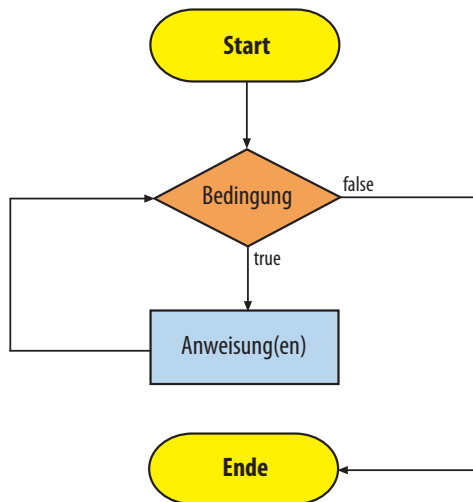 Start
Bedingung
false
true
Anweisung(en)
Ende